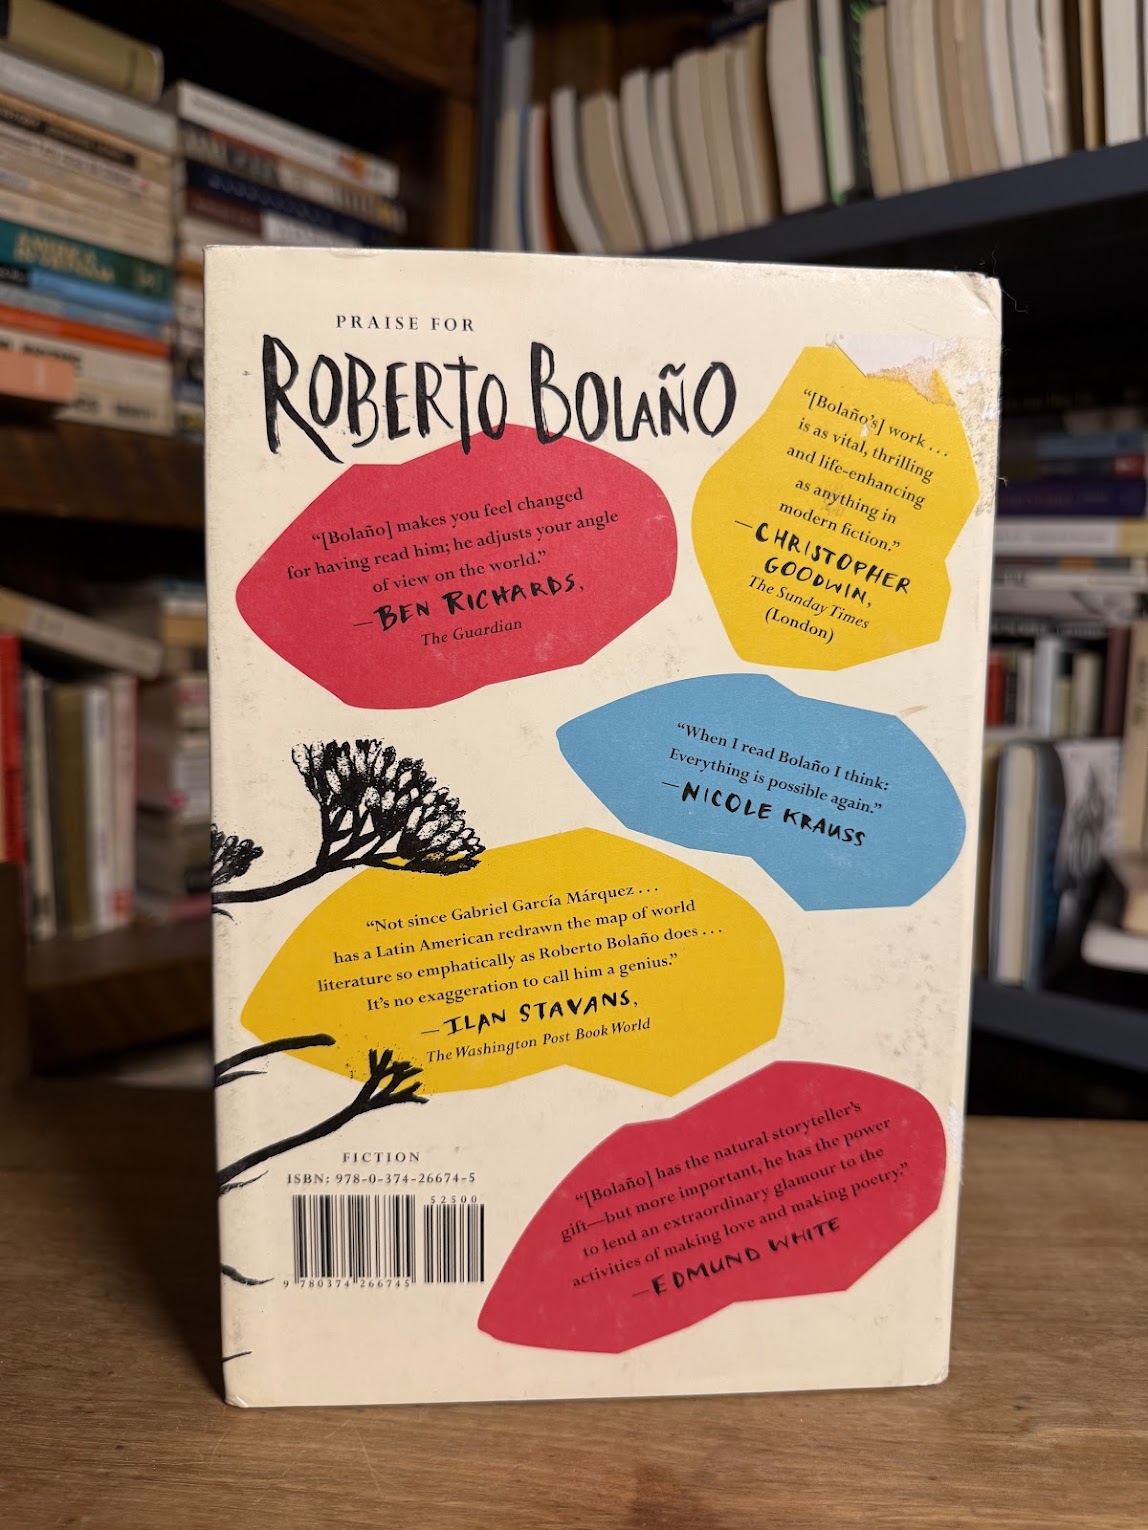 PRAISE FOR
ROBERTO BOLAÑO
“[Bolaño] makes you feel changed
for having read him; he adjusts your angle
of view on the world.”
—BEN RICHARDS,
The Guardian
“[Bolaño’s] work . . .
is as vital, thrilling
and life-enhancing
as anything in
modern fiction.”
—CHRISTOPHER
GOODWIN,
The Sunday Times
(London)
“When I read Bolaño I think:
Everything is possible again.”
—NICOLE KRAUSS
“Not since Gabriel García Márquez . . .
has a Latin American redrawn the map of world
literature so emphatically as Roberto Bolaño does . . .
It’s no exaggeration to call him a genius.”
—ILAN STAVANS,
The Washington Post Book World
“[Bolaño] has the natural storyteller’s
gift—but more important, he has the power
to lend an extraordinary glamour to the
activities of making love and making poetry.”
—EDMUND WHITE
FICTION
ISBN: 978-0-374-26674-5
52500
9 780374 266745